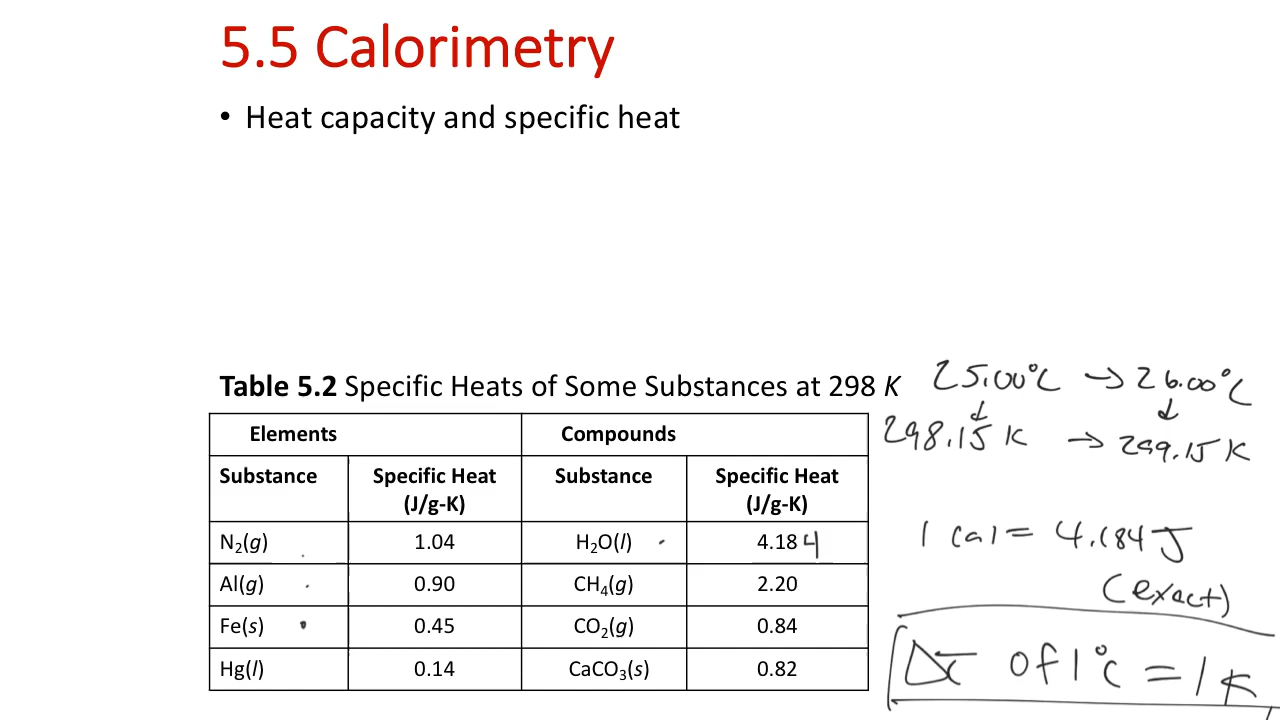 5.5 Calorimetry
• Heat capacity and specific heat
Table 5.2 Specific Heats of Some Substances at 298 K
Elements Compounds
Substance Specific Heat (J/g-K) Substance Specific Heat (J/g-K)
N₂(g) 1.04 H₂O(l) 4.184
Al(g) 0.90 CH₄(g) 2.20
Fe(s) 0.45 CO₂(g) 0.84
Hg(l) 0.14 CaCO₃(s) 0.82
25.00°C → 26.00°C
↓ ↓
298.15 K → 299.15 K
1 cal = 4.184 J
(exact)
ΔT of 1°C = 1 K